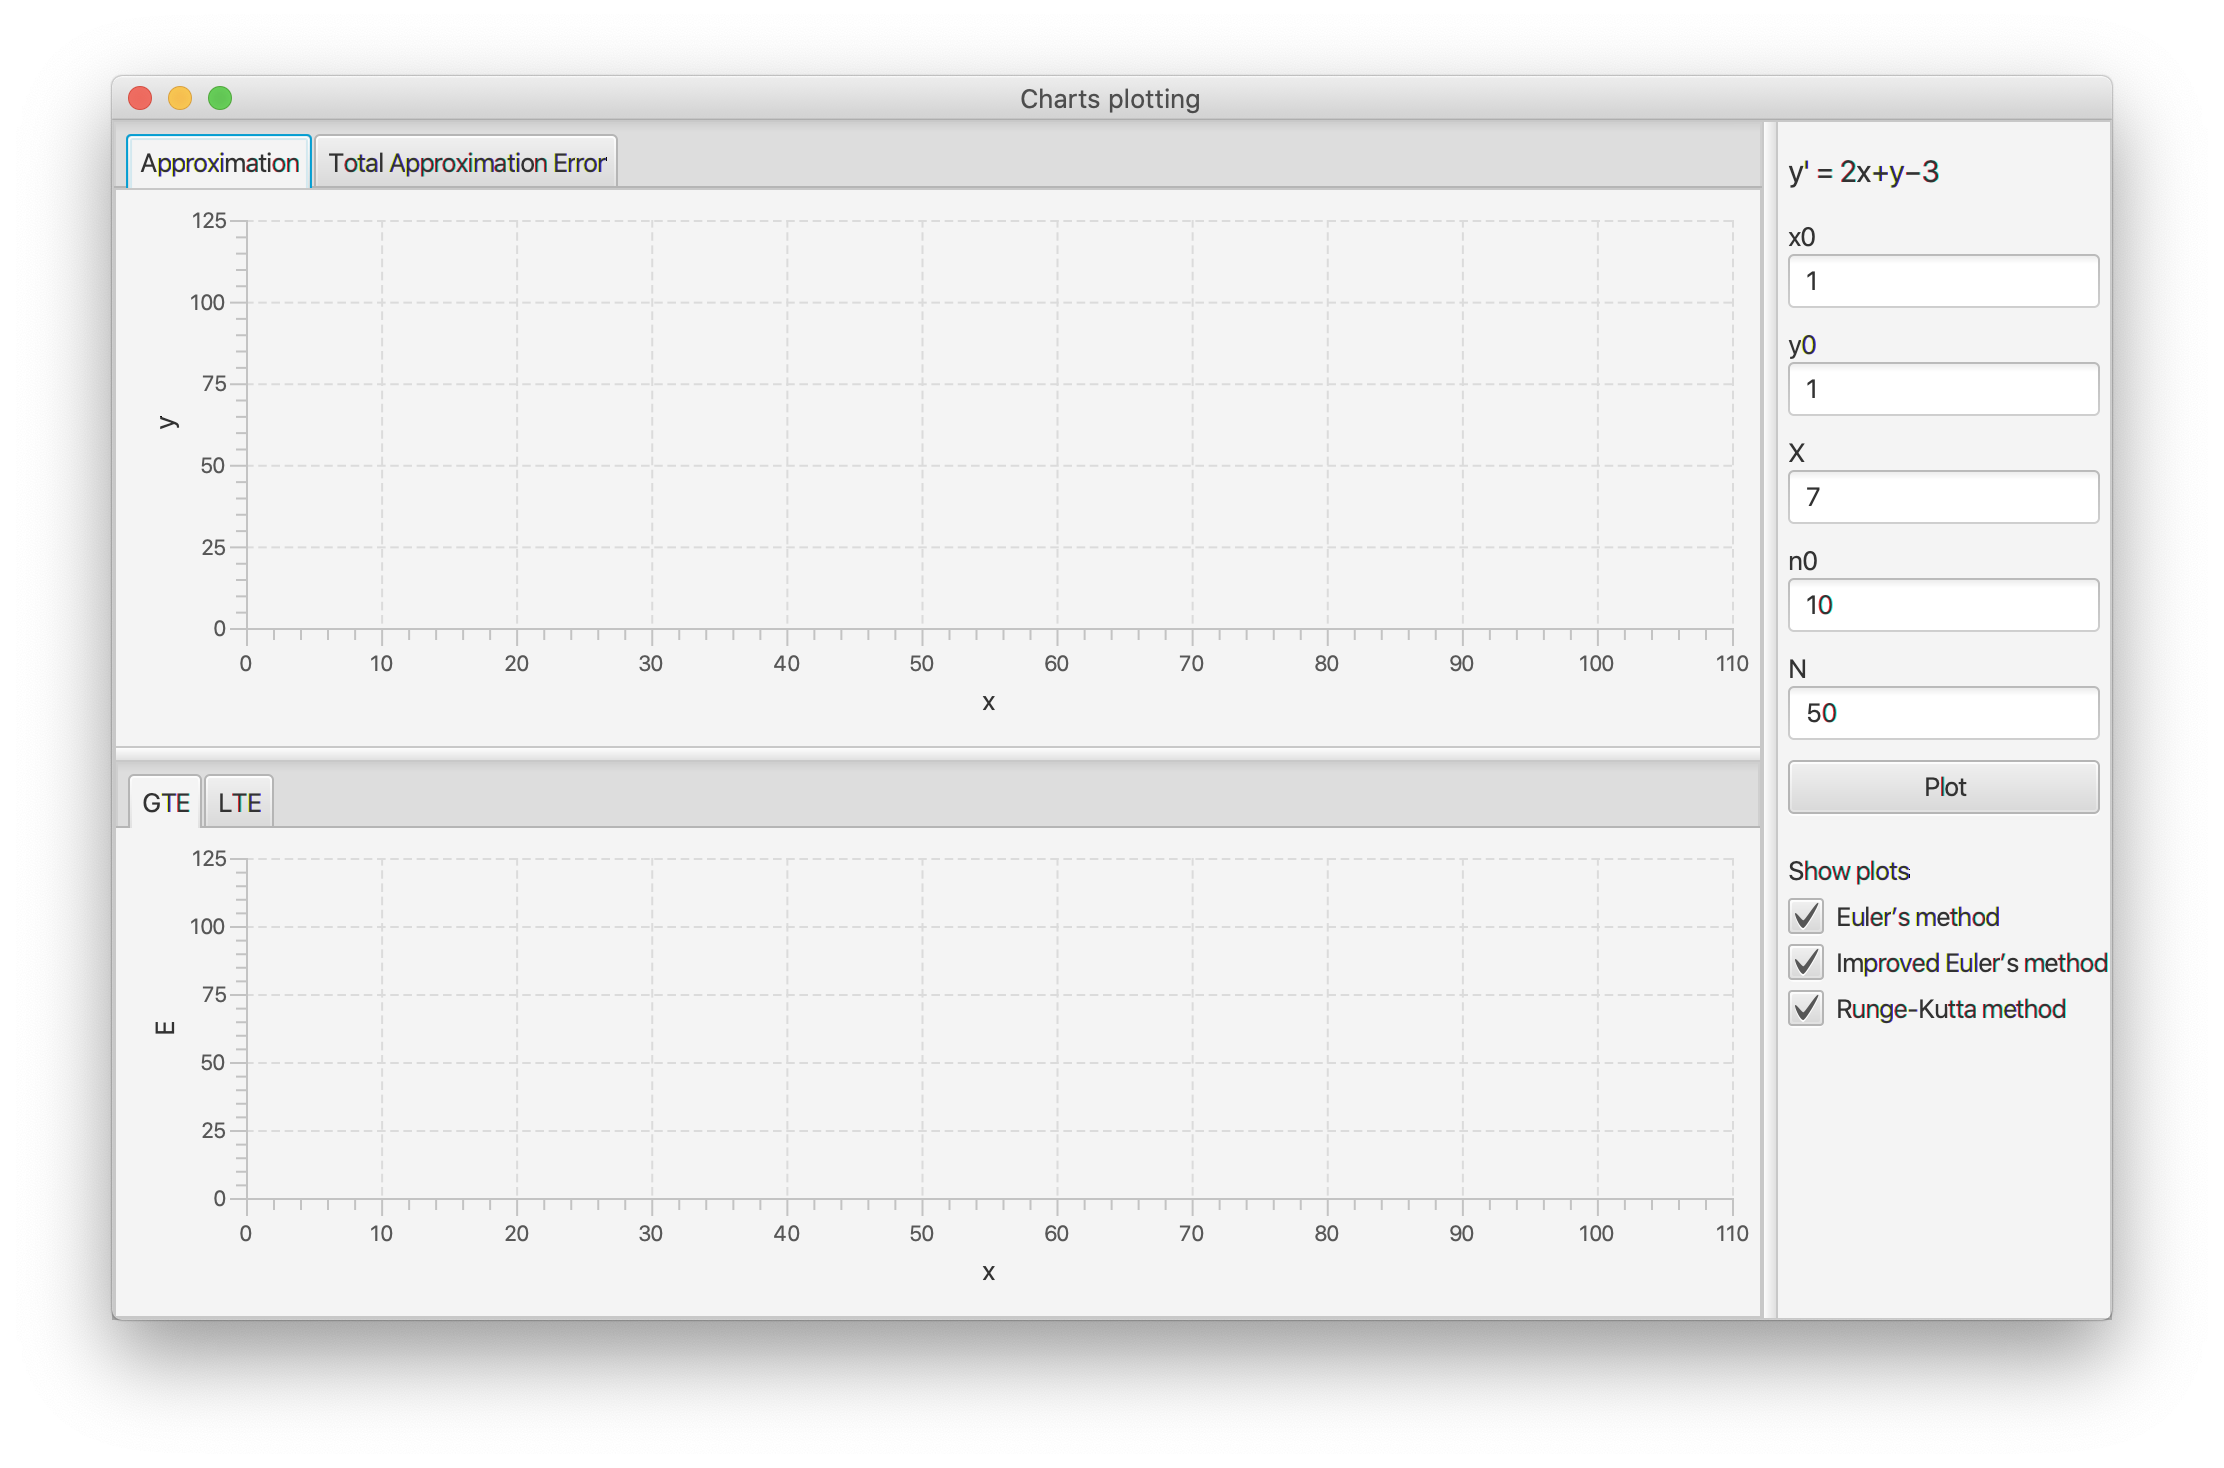 Charts plotting
Approximation Total Approximation Error
125
100
75
50
25
0
y
0 10 20 30 40 50 60 70 80 90 100 110
x
GTE LTE
125
100
75
50
25
0
E
0 10 20 30 40 50 60 70 80 90 100 110
x
y' = 2x+y−3
x0
1
y0
1
X
7
n0
10
N
50
Plot
Show plots
Euler’s method
Improved Euler’s method
Runge-Kutta method